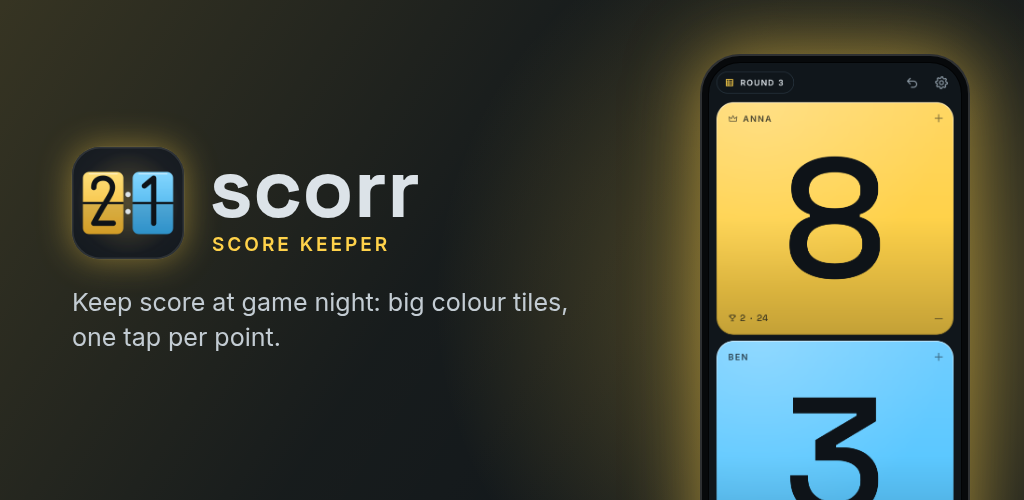 2:1
scorr
SCORE KEEPER
Keep score at game night: big colour tiles,
one tap per point.
ROUND 3
ANNA
+
8
2 · 24
−
BEN
+
3